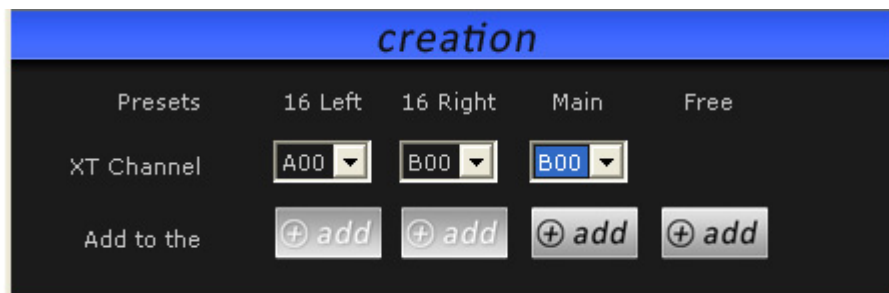 creation
Presets 16 Left 16 Right Main Free
XT Channel A00 B00 B00
Add to the add add add add